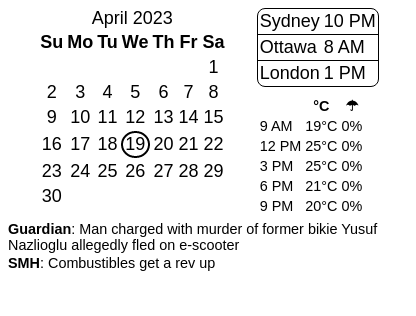 April 2023
Su Mo Tu We Th Fr Sa
1
2 3 4 5 6 7 8
9 10 11 12 13 14 15
16 17 18 19 20 21 22
23 24 25 26 27 28 29
30
Sydney 10 PM
Ottawa 8 AM
London 1 PM
°C ☂
9 AM 19°C 0%
12 PM 25°C 0%
3 PM 25°C 0%
6 PM 21°C 0%
9 PM 20°C 0%
Guardian: Man charged with murder of former bikie Yusuf
Nazlioglu allegedly fled on e-scooter
SMH: Combustibles get a rev up